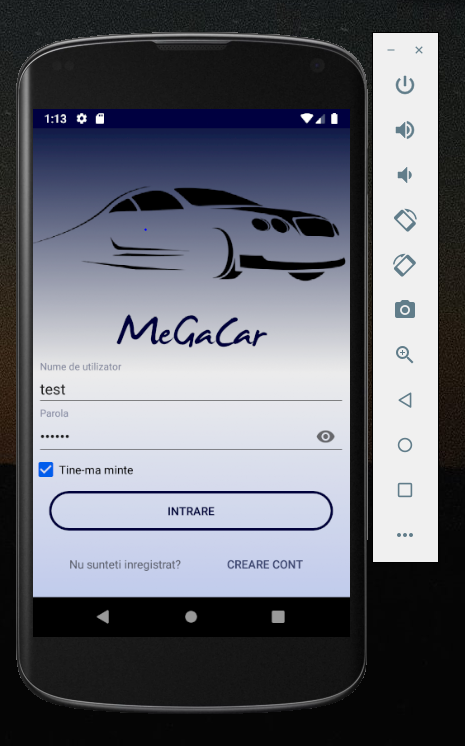 1:13
MeGaCar
Nume de utilizator
test
Parola
••••••
Tine-ma minte
INTRARE
Nu sunteti inregistrat?
CREARE CONT